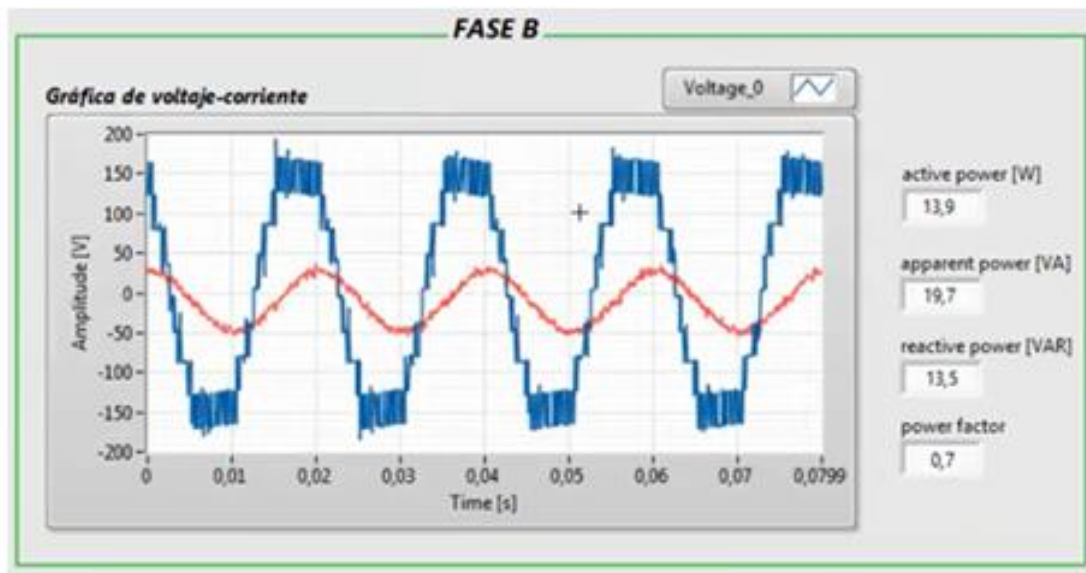 FASE B
Gráfica de voltaje-corriente
Voltage_0
200
150
100
50
0
-50
-100
-150
-200
Amplitude [V]
0 0,01 0,02 0,03 0,04 0,05 0,06 0,07 0,0799
Time [s]
active power [W]
13,9
apparent power [VA]
19,7
reactive power [VAR]
13,5
power factor
0,7